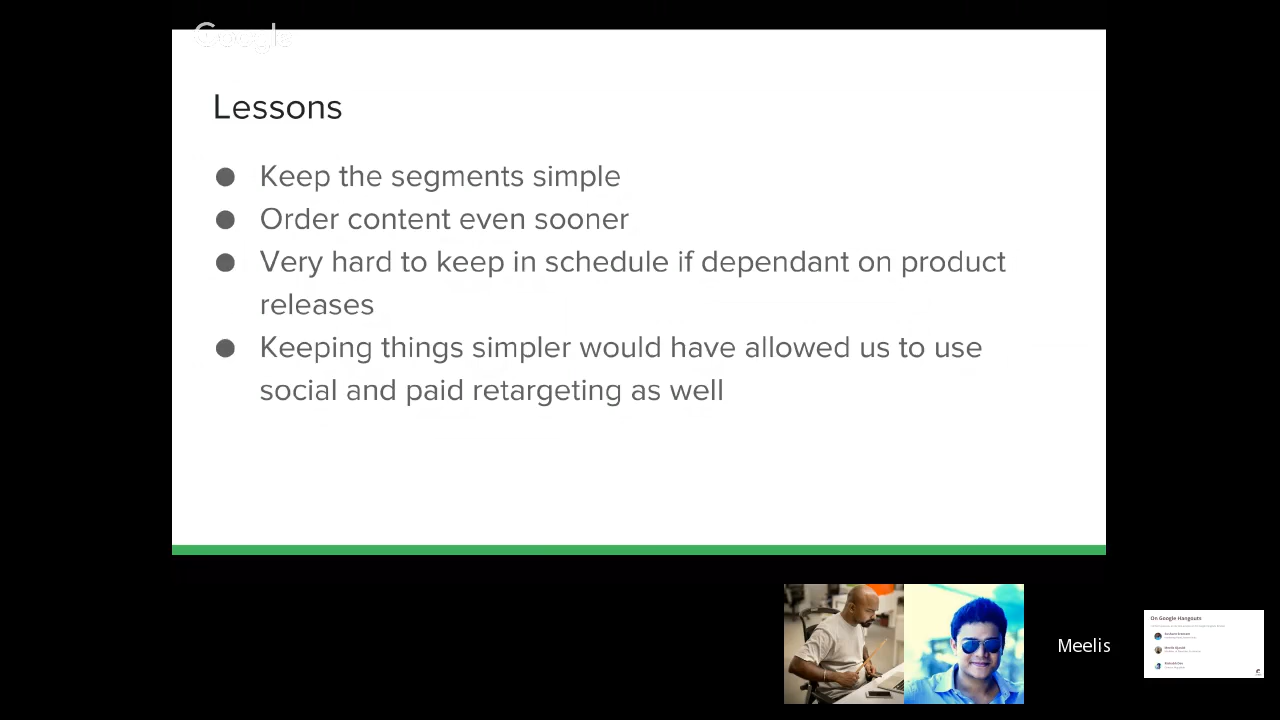 Google
Lessons
● Keep the segments simple
● Order content even sooner
● Very hard to keep in schedule if dependant on product
releases
● Keeping things simpler would have allowed us to use
social and paid retargeting as well
Meelis
On Google Hangouts